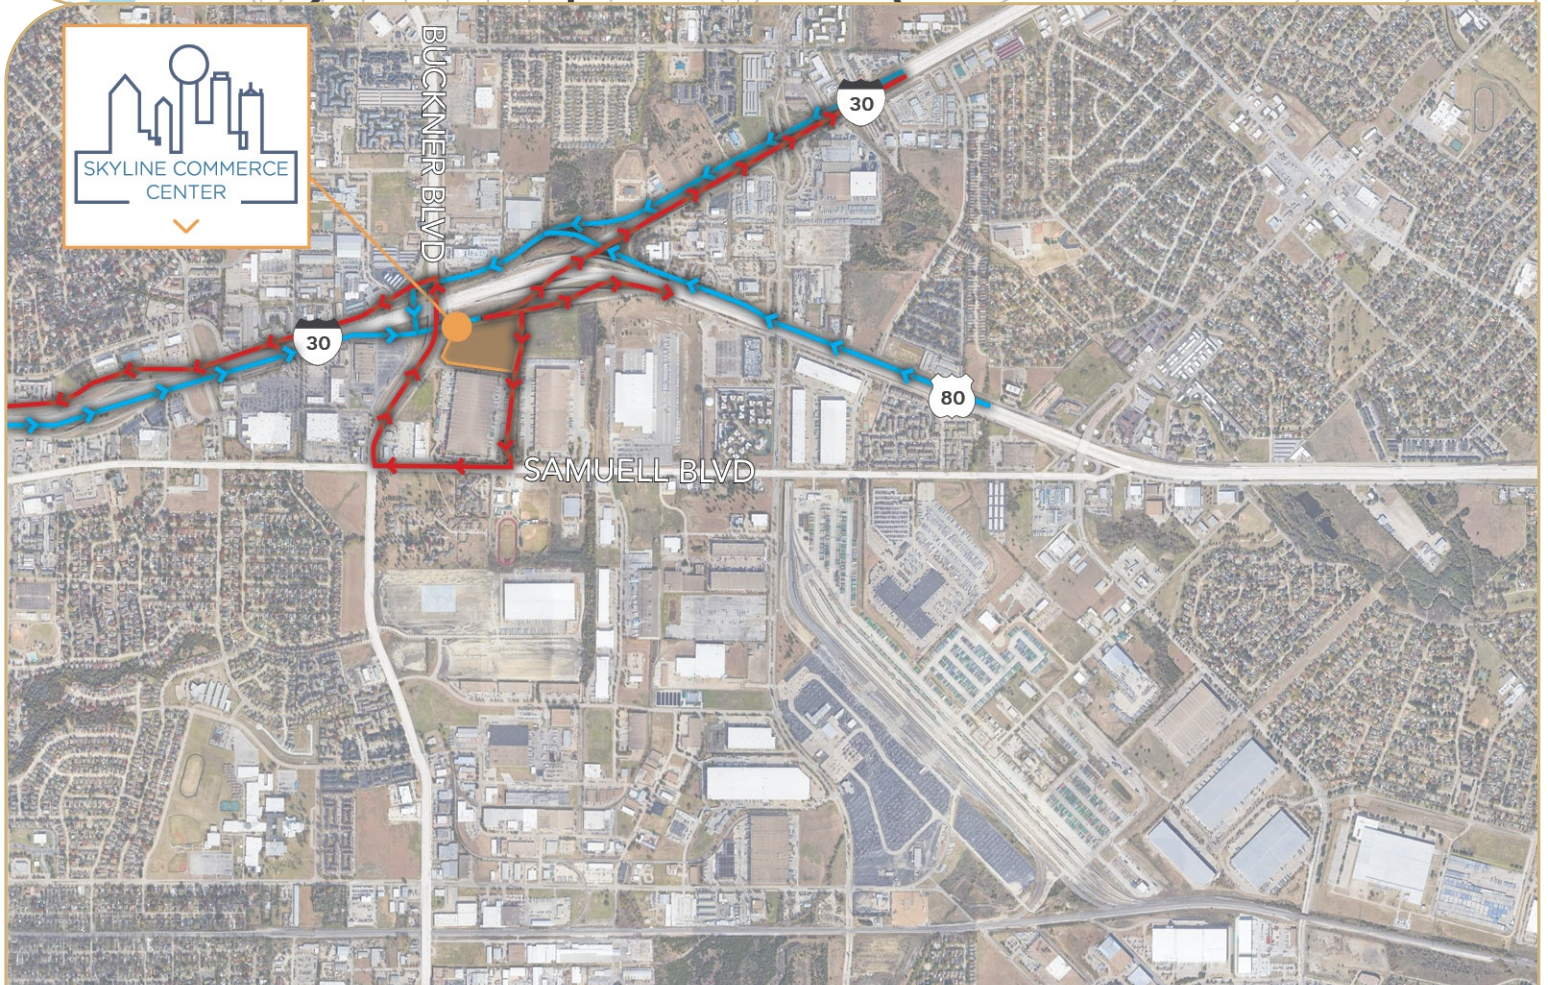 SKYLINE COMMERCE
CENTER
BUCKNER BLVD
30
30
80
SAMUELL BLVD